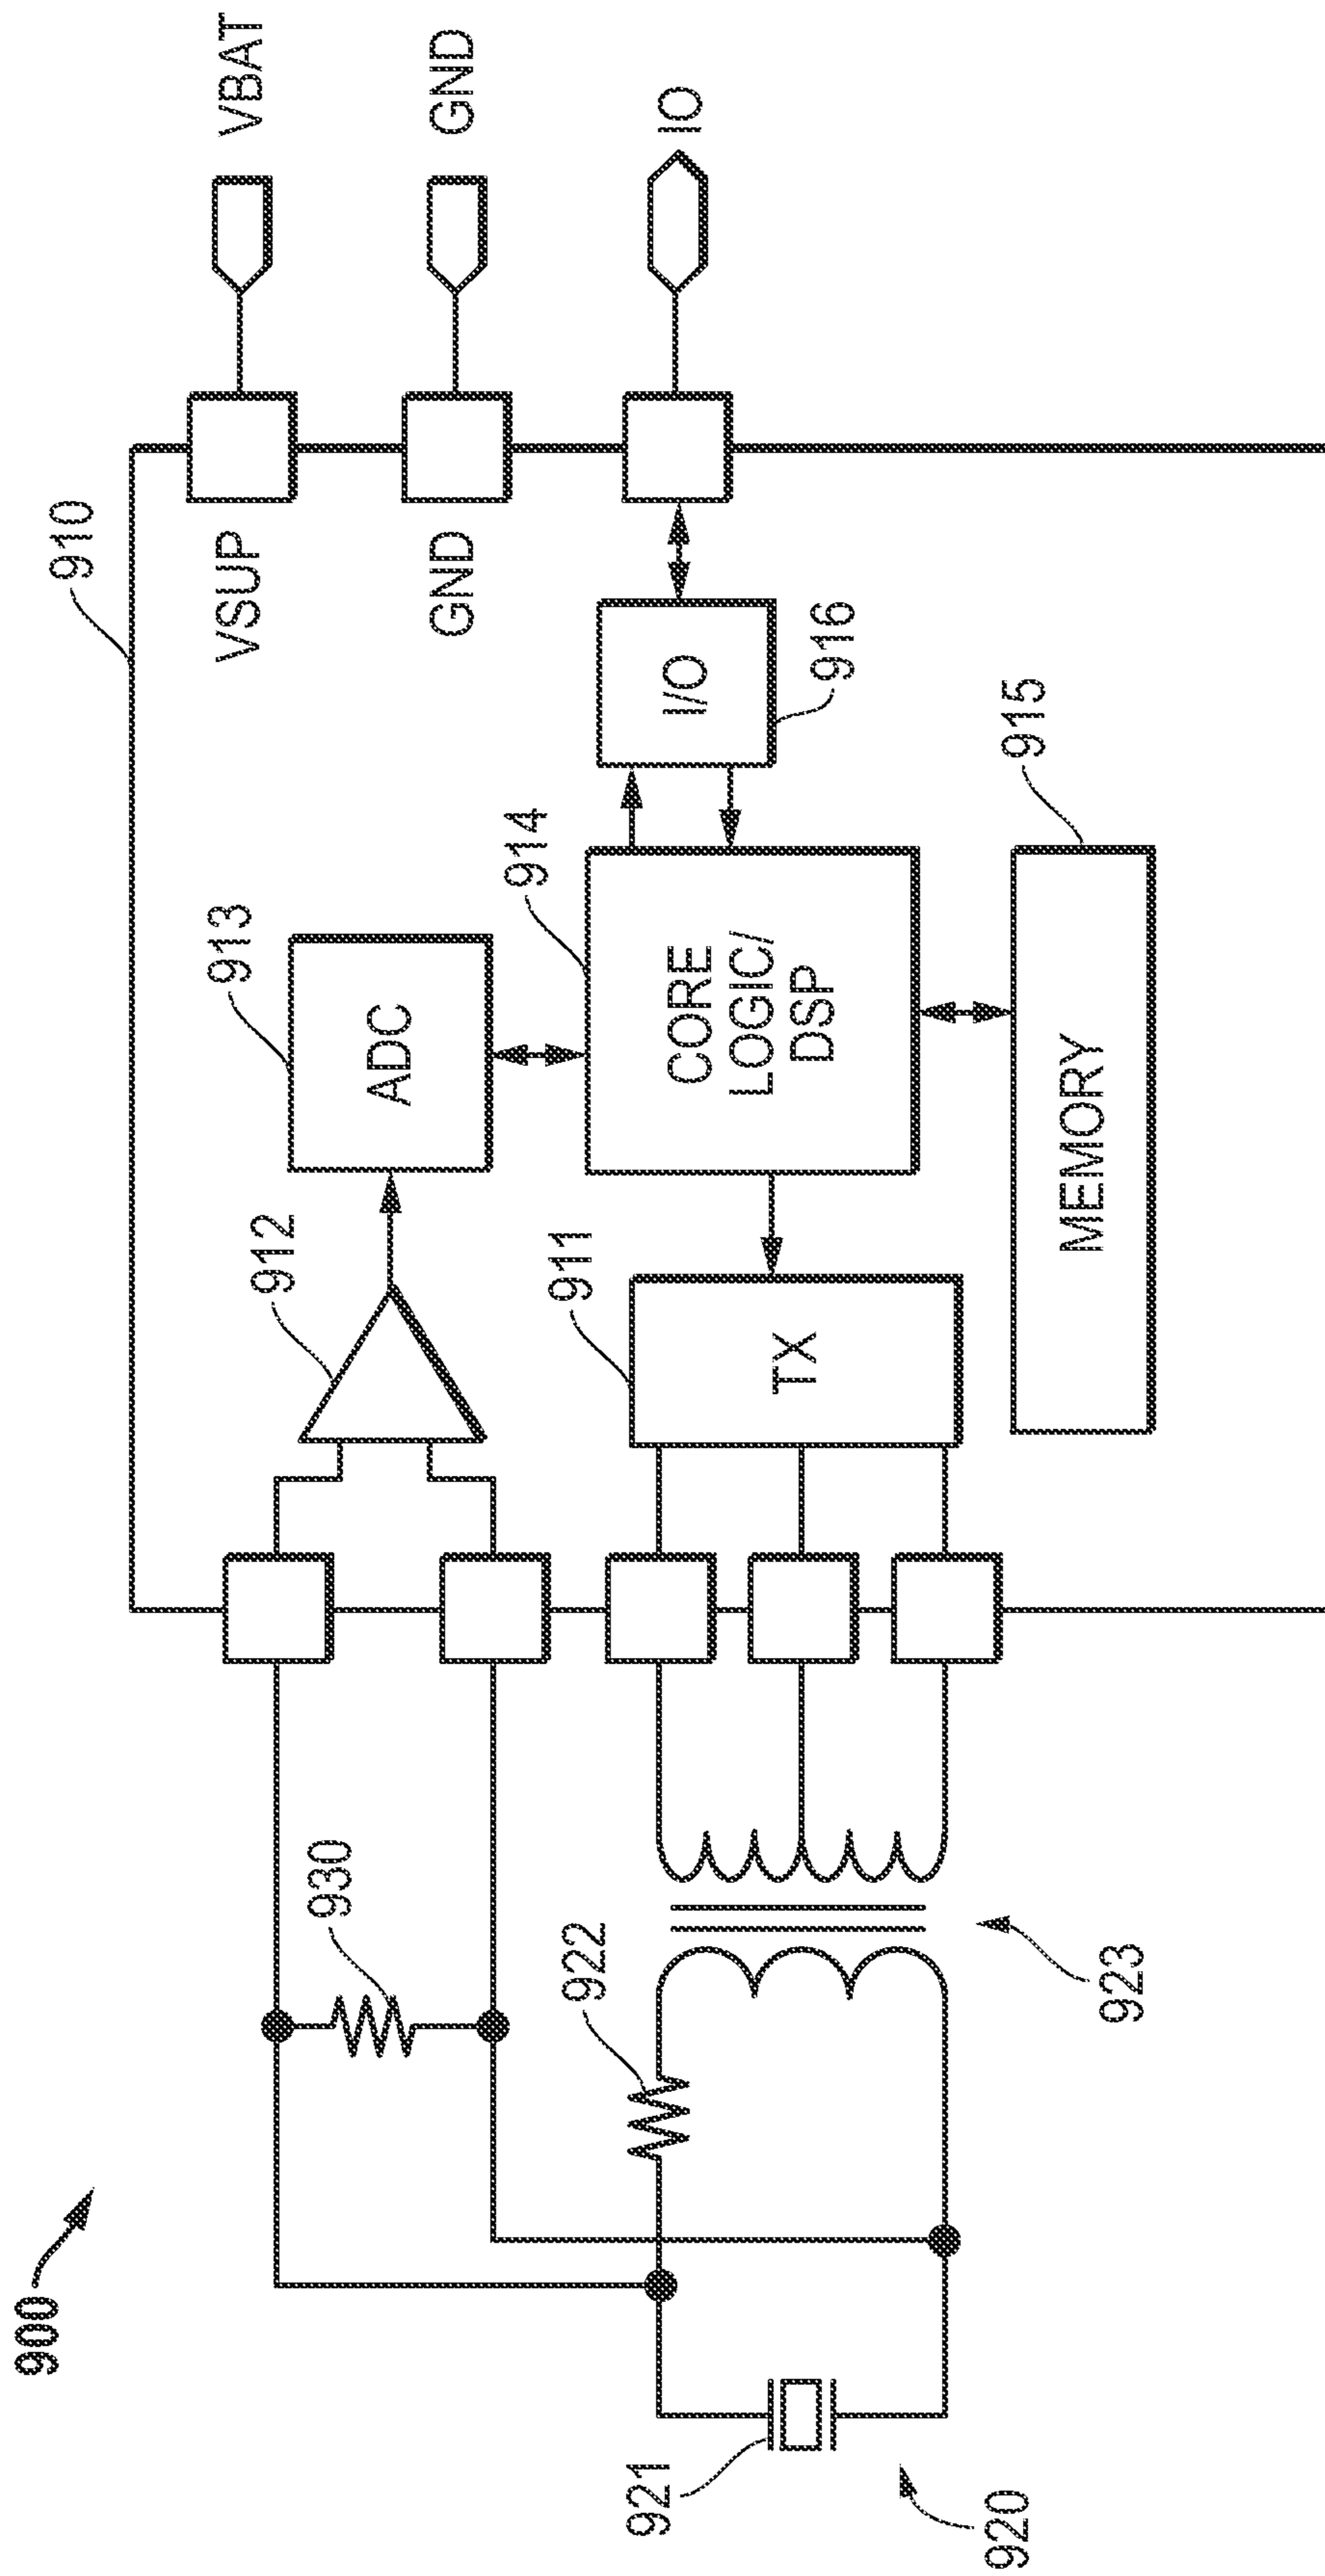 900
910
VSUP
VBAT
GND
GND
IO
912
913
ADC
914
CORE
LOGIC/
DSP
I/O
916
930
922
911
TX
915
MEMORY
921
920
923